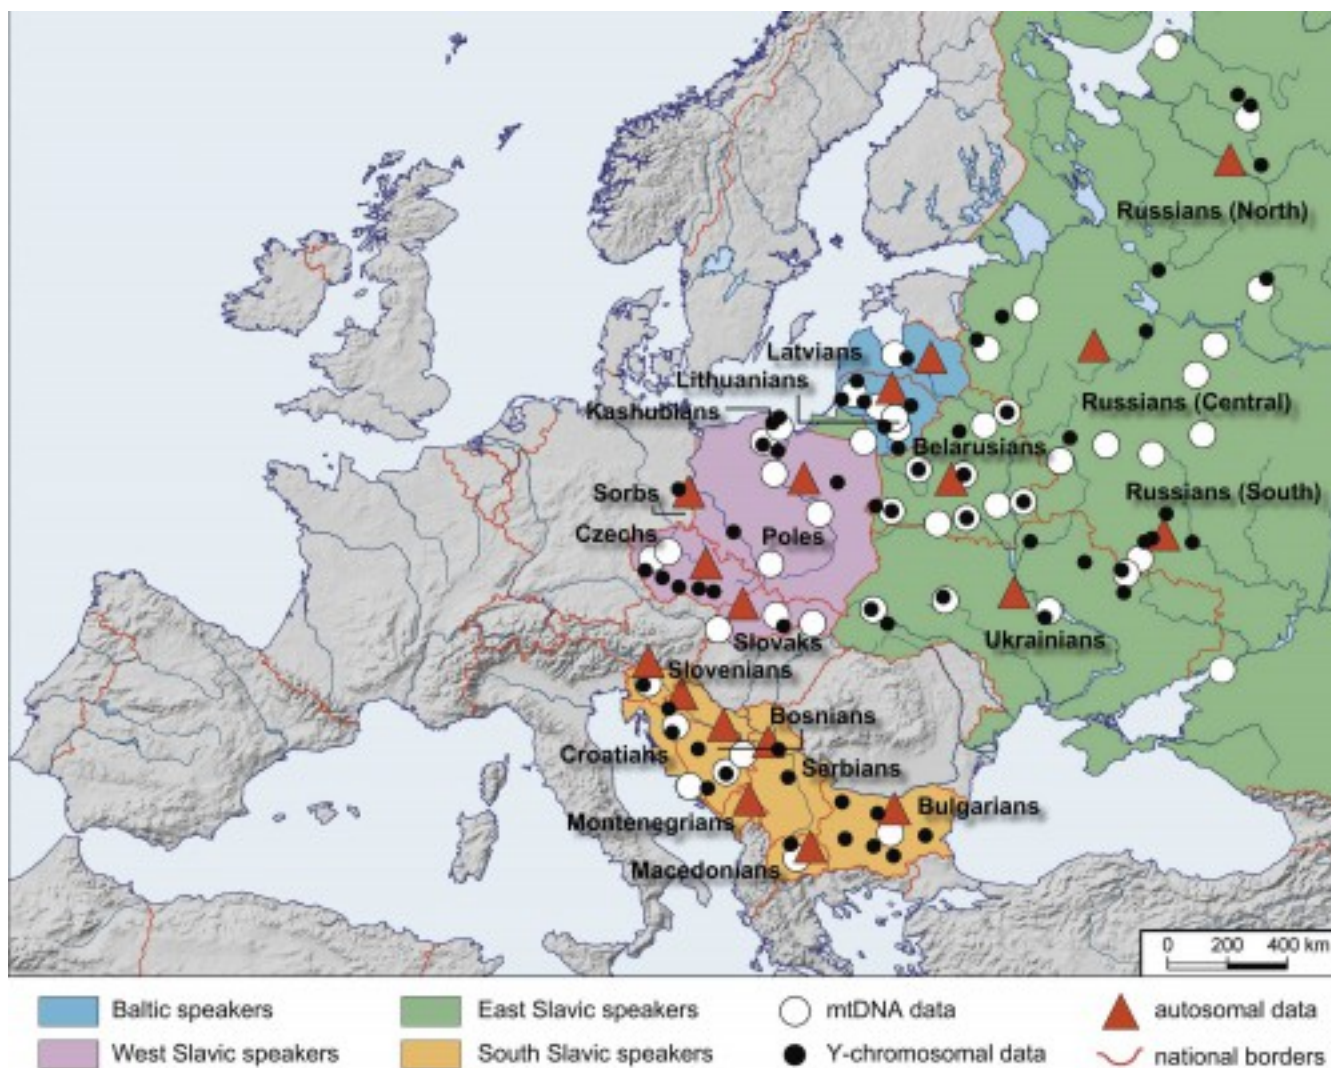 Russians (North)
Latvians
Lithuanians
Kashubians
Russians (Central)
Belarusians
Sorbs
Russians (South)
Czechs
Poles
Slovaks
Ukrainians
Slovenians
Bosnians
Croatians
Serbians
Montenegrians
Bulgarians
Macedonians
0 200 400 km
Baltic speakers East Slavic speakers mtDNA data autosomal data
West Slavic speakers South Slavic speakers Y-chromosomal data national borders